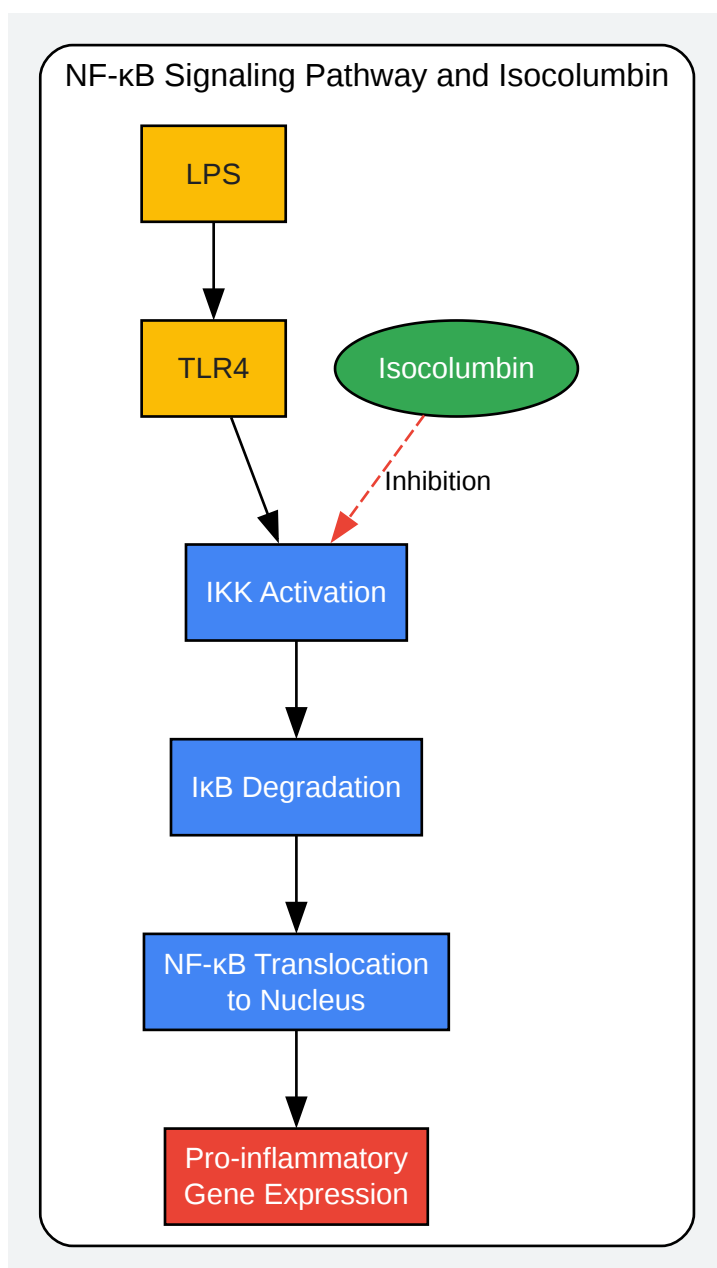 NF-κB Signaling Pathway and Isocolumbin
LPS
TLR4
Isocolumbin
Inhibition
IKK Activation
IκB Degradation
NF-κB Translocation
to Nucleus
Pro-inflammatory
Gene Expression